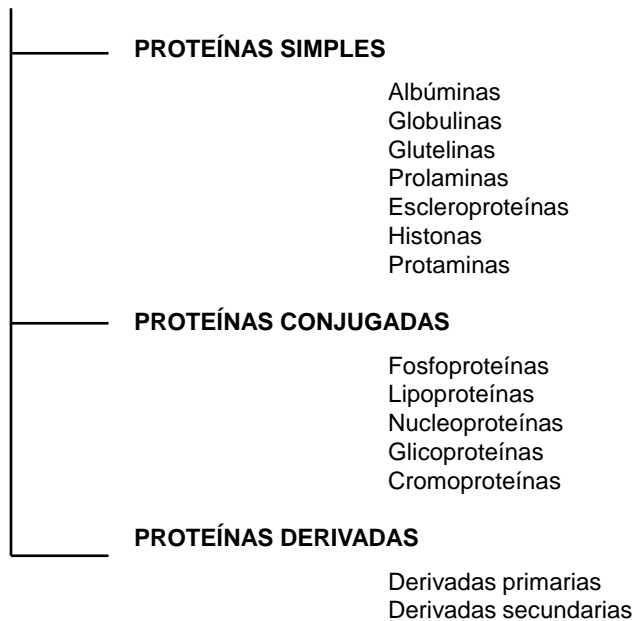 PROTEÍNAS SIMPLES
Albúminas
Globulinas
Glutelinas
Prolaminas
Escleroproteínas
Histonas
Protaminas
PROTEÍNAS CONJUGADAS
Fosfoproteínas
Lipoproteínas
Nucleoproteínas
Glicoproteínas
Cromoproteínas
PROTEÍNAS DERIVADAS
Derivadas primarias
Derivadas secundarias